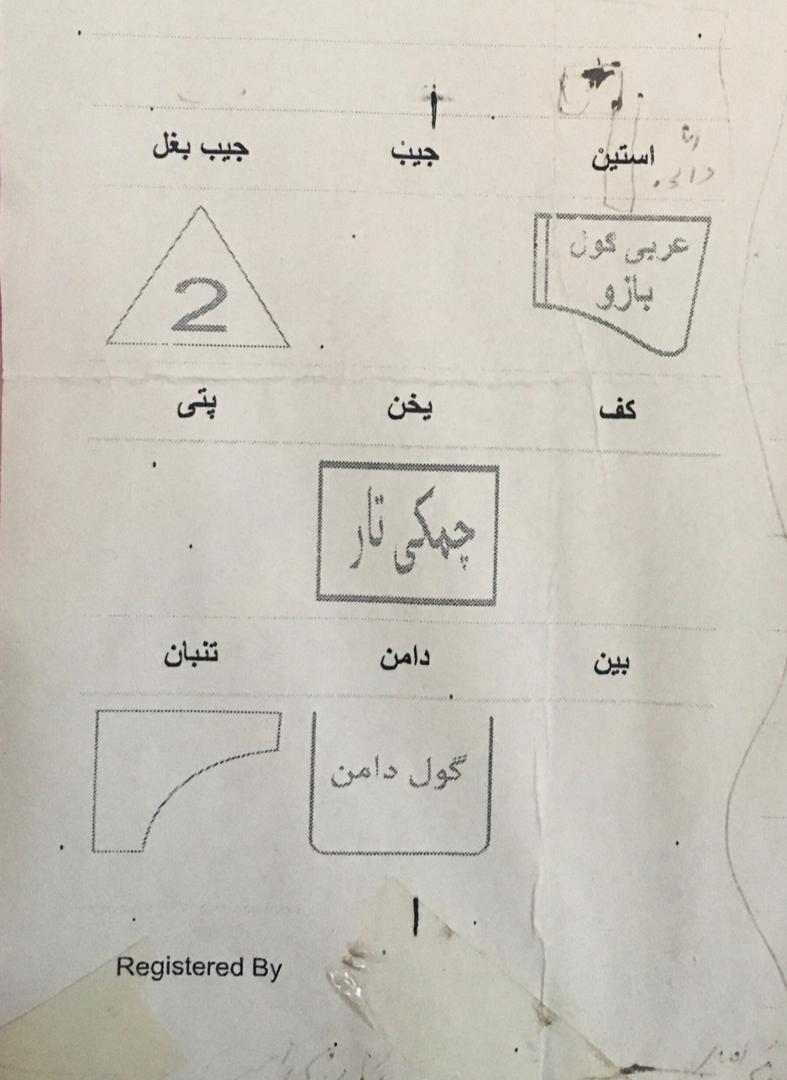 استین جیب جیب بغل
عربی گول
بازو
2
کف یخن پتی
چمکی تار
بین دامن تنبان
گول دامن
Registered By